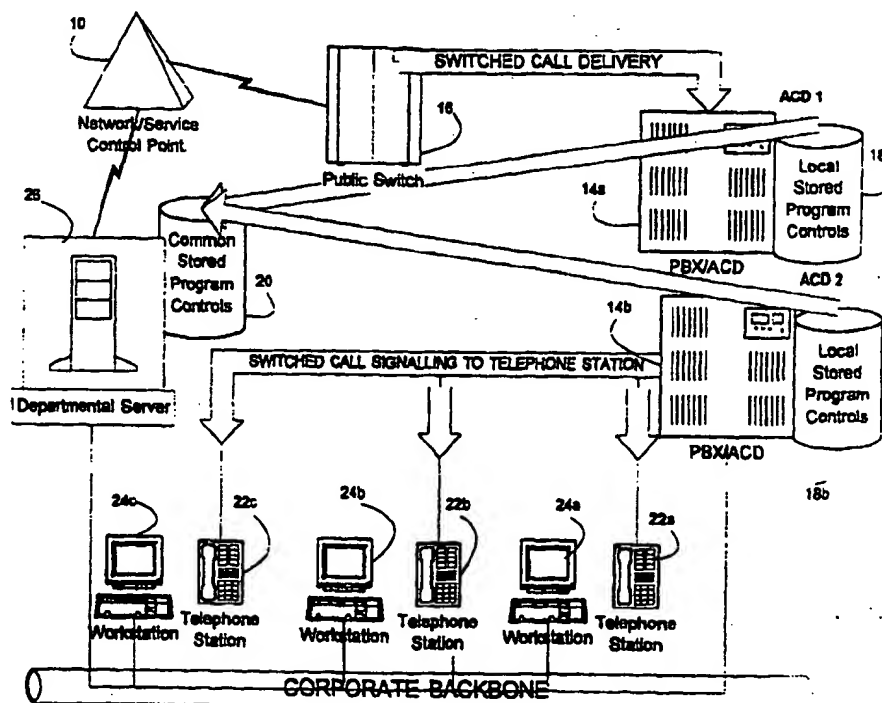 10
SWITCHED CALL DELIVERY
ACD 1
Network/Service
Control Point
16
Public Switch
14a
Local
Stored
Program
Controls
18
PBX/ACD
26
Common
Stored
Program
Controls
20
ACD 2
14b
Local
Stored
Program
Controls
SWITCHED CALL SIGNALLING TO TELEPHONE STATION
Departmental Server
PBX/ACD
18b
24c
22c
24b
22b
24a
22a
Workstation
Telephone
Station
Workstation
Telephone
Station
Workstation
Telephone
Station
CORPORATE BACKBONE